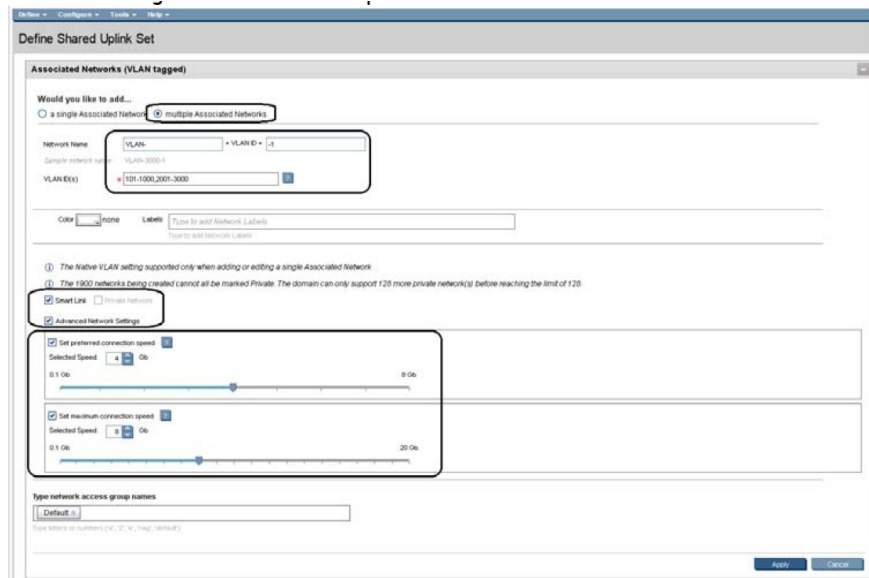 Define Configure Tools Help
Define Shared Uplink Set
Associated Networks (VLAN tagged)
Would you like to add...
a single Associated Network multiple Associated Networks
Network Name VLAN- + VLAN ID + -1
Sample network name VLAN-3000-1
VLAN ID(s) * 101-1000,2001-3000 ?
Color none Labels Type to add Network Labels
Type to add Network Labels
The Native VLAN setting supported only when adding or editing a single Associated Network
The 1900 networks being created cannot all be marked Private. The domain can only support 128 more private network(s) before reaching the limit of 128.
Smart Link Private Network
Advanced Network Settings
Set preferred connection speed ?
Selected Speed: 4 Gb
0.1 Gb 8 Gb
Set maximum connection speed ?
Selected Speed: 8 Gb
0.1 Gb 20 Gb
Type network access group names
Default x
Type letters or numbers ('a', '2', 'k', 'nag', 'default')
Apply Cancel